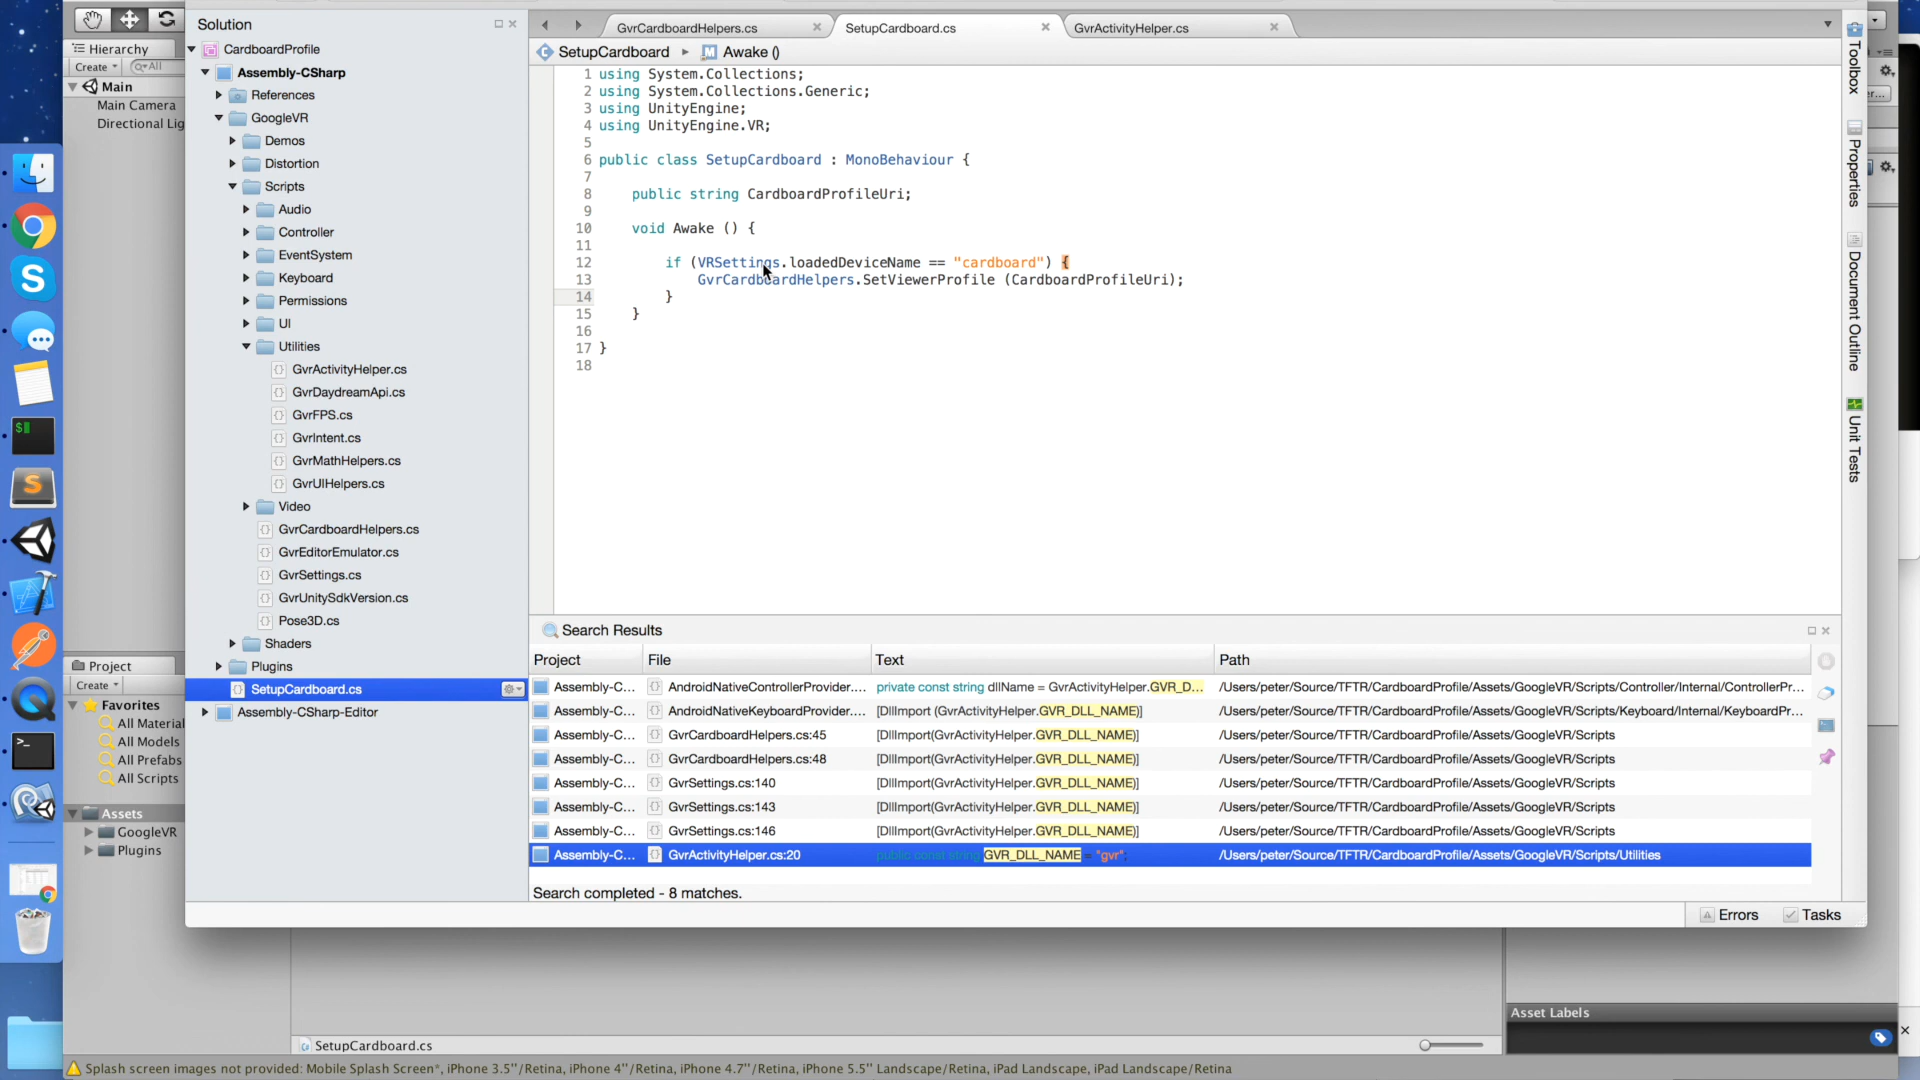 Solution
GvrCardboardHelpers.cs
SetupCardboard.cs
GvrActivityHelper.cs
SetupCardboard
Awake ()
Hierarchy
Create
All
Main
Main Camera
Directional Lig
CardboardProfile
Assembly-CSharp
References
GoogleVR
Demos
Distortion
Scripts
Audio
Controller
EventSystem
Keyboard
Permissions
UI
Utilities
GvrActivityHelper.cs
GvrDaydreamApi.cs
GvrFPS.cs
GvrIntent.cs
GvrMathHelpers.cs
GvrUIHelpers.cs
Video
GvrCardboardHelpers.cs
GvrEditorEmulator.cs
GvrSettings.cs
GvrUnitySdkVersion.cs
Pose3D.cs
Shaders
Plugins
SetupCardboard.cs
Assembly-CSharp-Editor
1 using System.Collections;
2 using System.Collections.Generic;
3 using UnityEngine;
4 using UnityEngine.VR;
5
6 public class SetupCardboard : MonoBehaviour {
7
8 public string CardboardProfileUri;
9
10 void Awake () {
11
12 if (VRSettings.loadedDeviceName == "cardboard") {
13 GvrCardboardHelpers.SetViewerProfile (CardboardProfileUri);
14 }
15 }
16
17 }
18
Toolbox
Properties
Document Outline
Unit Tests
Search Results
Project File Text Path
Assembly-C... AndroidNativeControllerProvider.... private const string dllName = GvrActivityHelper.GVR_D... /Users/peter/Source/TFTR/CardboardProfile/Assets/GoogleVR/Scripts/Controller/Internal/ControllerPr...
Assembly-C... AndroidNativeKeyboardProvider.... [DllImport (GvrActivityHelper.GVR_DLL_NAME)] /Users/peter/Source/TFTR/CardboardProfile/Assets/GoogleVR/Scripts/Keyboard/Internal/KeyboardPr...
Assembly-C... GvrCardboardHelpers.cs:45 [DllImport(GvrActivityHelper.GVR_DLL_NAME)] /Users/peter/Source/TFTR/CardboardProfile/Assets/GoogleVR/Scripts
Assembly-C... GvrCardboardHelpers.cs:48 [DllImport(GvrActivityHelper.GVR_DLL_NAME)] /Users/peter/Source/TFTR/CardboardProfile/Assets/GoogleVR/Scripts
Assembly-C... GvrSettings.cs:140 [DllImport(GvrActivityHelper.GVR_DLL_NAME)] /Users/peter/Source/TFTR/CardboardProfile/Assets/GoogleVR/Scripts
Assembly-C... GvrSettings.cs:143 [DllImport(GvrActivityHelper.GVR_DLL_NAME)] /Users/peter/Source/TFTR/CardboardProfile/Assets/GoogleVR/Scripts
Assembly-C... GvrSettings.cs:146 [DllImport(GvrActivityHelper.GVR_DLL_NAME)] /Users/peter/Source/TFTR/CardboardProfile/Assets/GoogleVR/Scripts
Assembly-C... GvrActivityHelper.cs:20 public const string GVR_DLL_NAME = "gvr"; /Users/peter/Source/TFTR/CardboardProfile/Assets/GoogleVR/Scripts/Utilities
Search completed - 8 matches.
Errors
Tasks
Project
Create
Favorites
All Material
All Models
All Prefabs
All Scripts
Assets
GoogleVR
Plugins
Asset Labels
SetupCardboard.cs
Splash screen images not provided: Mobile Splash Screen*, iPhone 3.5"/Retina, iPhone 4"/Retina, iPhone 4.7"/Retina, iPhone 5.5" Landscape/Retina, iPad Landscape, iPad Landscape/Retina